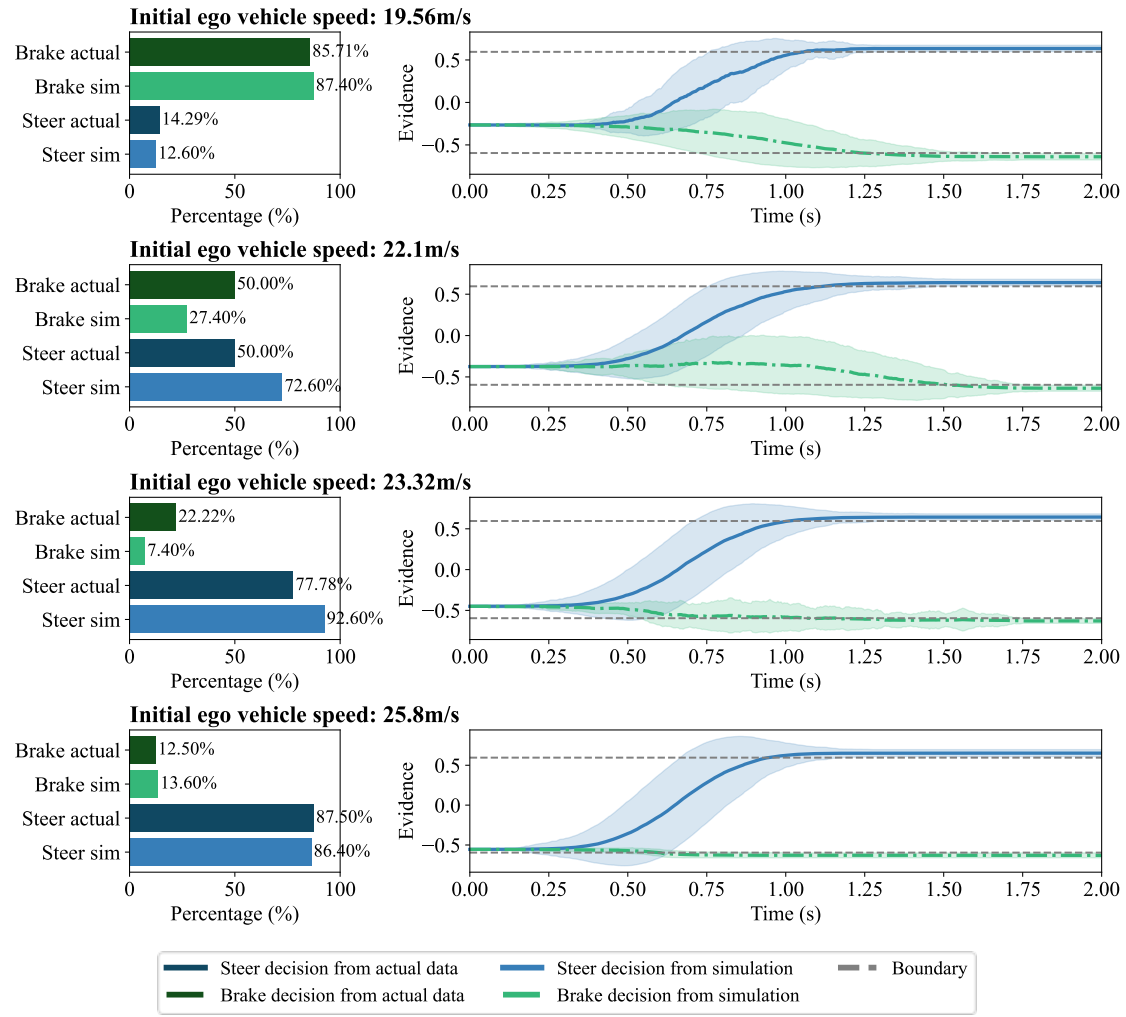 Initial ego vehicle speed: 19.56m/s
Brake actual
Brake sim
Steer actual
Steer sim
85.71%
87.40%
14.29%
12.60%
0 50 100
Percentage (%)
Evidence
0.5
0.0
−0.5
0.00 0.25 0.50 0.75 1.00 1.25 1.50 1.75 2.00
Time (s)
Initial ego vehicle speed: 22.1m/s
Brake actual
Brake sim
Steer actual
Steer sim
50.00%
27.40%
50.00%
72.60%
0 50 100
Percentage (%)
Evidence
0.5
0.0
−0.5
0.00 0.25 0.50 0.75 1.00 1.25 1.50 1.75 2.00
Time (s)
Initial ego vehicle speed: 23.32m/s
Brake actual
Brake sim
Steer actual
Steer sim
22.22%
7.40%
77.78%
92.60%
0 50 100
Percentage (%)
Evidence
0.5
0.0
−0.5
0.00 0.25 0.50 0.75 1.00 1.25 1.50 1.75 2.00
Time (s)
Initial ego vehicle speed: 25.8m/s
Brake actual
Brake sim
Steer actual
Steer sim
12.50%
13.60%
87.50%
86.40%
0 50 100
Percentage (%)
Evidence
0.5
0.0
−0.5
0.00 0.25 0.50 0.75 1.00 1.25 1.50 1.75 2.00
Time (s)
Steer decision from actual data
Brake decision from actual data
Steer decision from simulation
Brake decision from simulation
Boundary